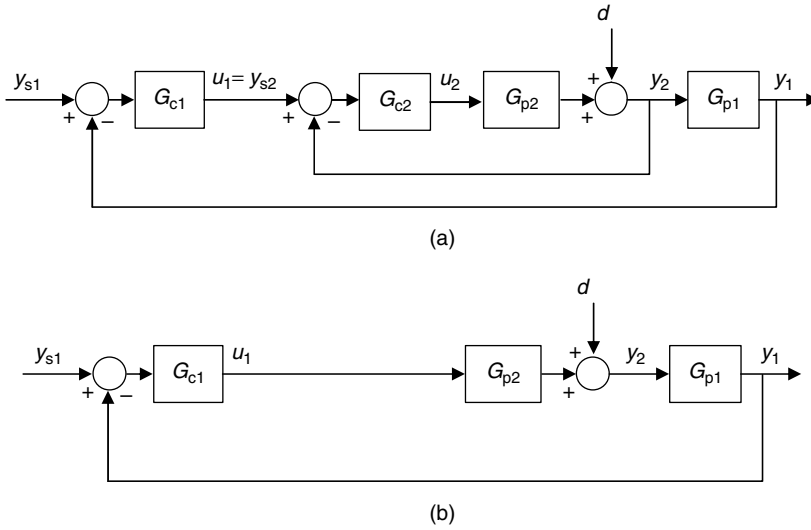 d
y_s1 G_c1 u_1 = y_s2 G_c2 u_2 G_p2 y_2 G_p1 y_1
+ − + − + +
(a)
d
y_s1 G_c1 u_1 G_p2 y_2 G_p1 y_1
+ − + +
(b)